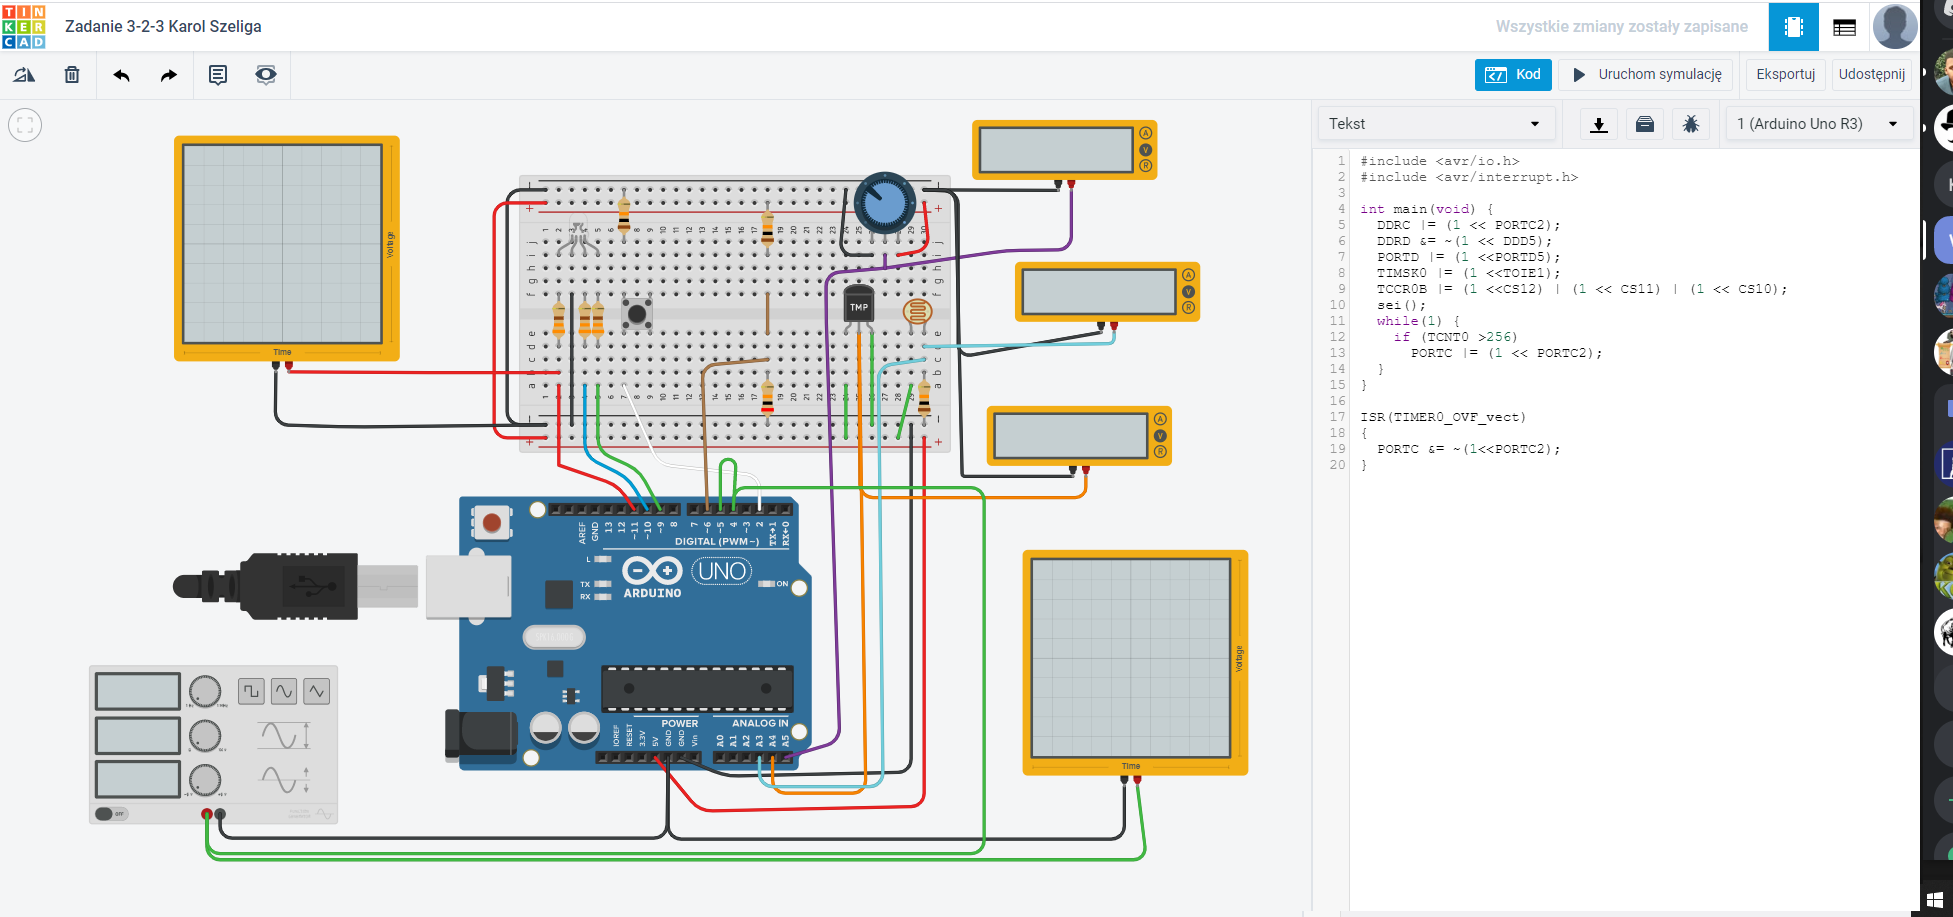 TIN
KER
CAD
Zadanie 3-2-3 Karol Szeliga
Wszystkie zmiany zostały zapisane
Kod
Uruchom symulację
Eksportuj
Udostępnij
Tekst
1 (Arduino Uno R3)
1 #include <avr/io.h>
2 #include <avr/interrupt.h>
3
4 int main(void) {
5 DDRC |= (1 << PORTC2);
6 DDRD &= ~(1 << DDD5);
7 PORTD |= (1 <<PORTD5);
8 TIMSK0 |= (1 <<TOIE1);
9 TCCR0B |= (1 <<CS12) | (1 << CS11) | (1 << CS10);
10 sei();
11 while(1) {
12 if (TCNT0 >256)
13 PORTC |= (1 << PORTC2);
14 }
15 }
16
17 ISR(TIMER0_OVF_vect)
18 {
19 PORTC &= ~(1<<PORTC2);
20 }
Voltage
Time
A
V
R
A
V
R
A
V
R
TMP
j
i
h
g
f
e
d
c
b
a
AREF
GND
13
12
~11
~10
~9
8
7
~6
~5
4
~3
2
TX→1
RX←0
DIGITAL (PWM~)
L
TX
RX
UNO
ON
ARDUINO
POWER
ANALOG IN
IOREF
RESET
3.3V
5V
GND
GND
Vin
A0
A1
A2
A3
A4
A5
Voltage
Time
OFF